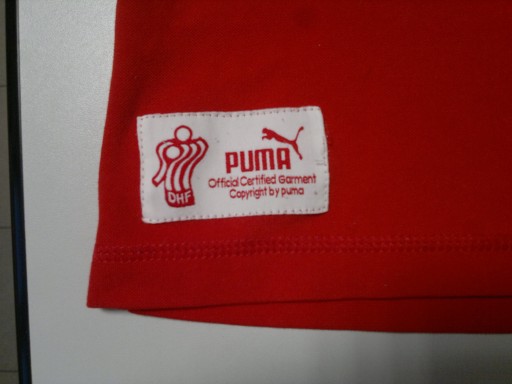 PUMA
Official Certified Garment
Copyright by puma
DHF